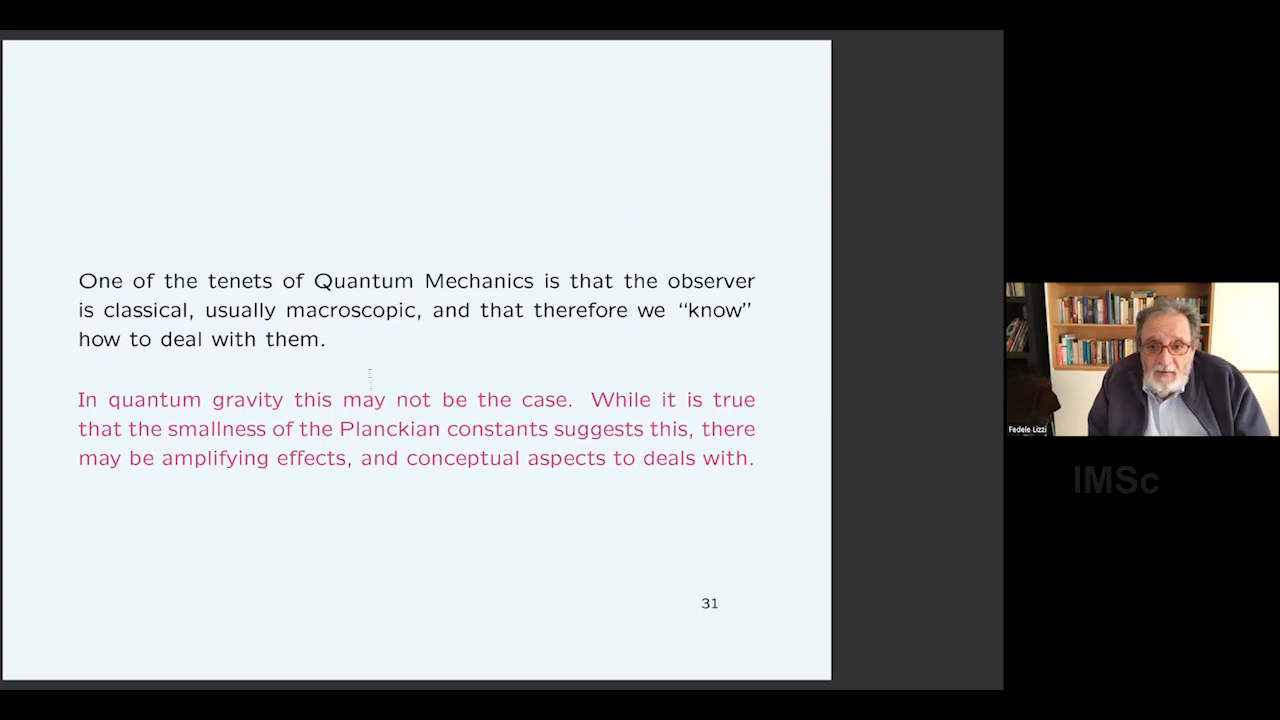 One of the tenets of Quantum Mechanics is that the observer
is classical, usually macroscopic, and that therefore we “know”
how to deal with them.
In quantum gravity this may not be the case. While it is true
that the smallness of the Planckian constants suggests this, there
may be amplifying effects, and conceptual aspects to deals with.
31
Fedele Lizzi
IMSc